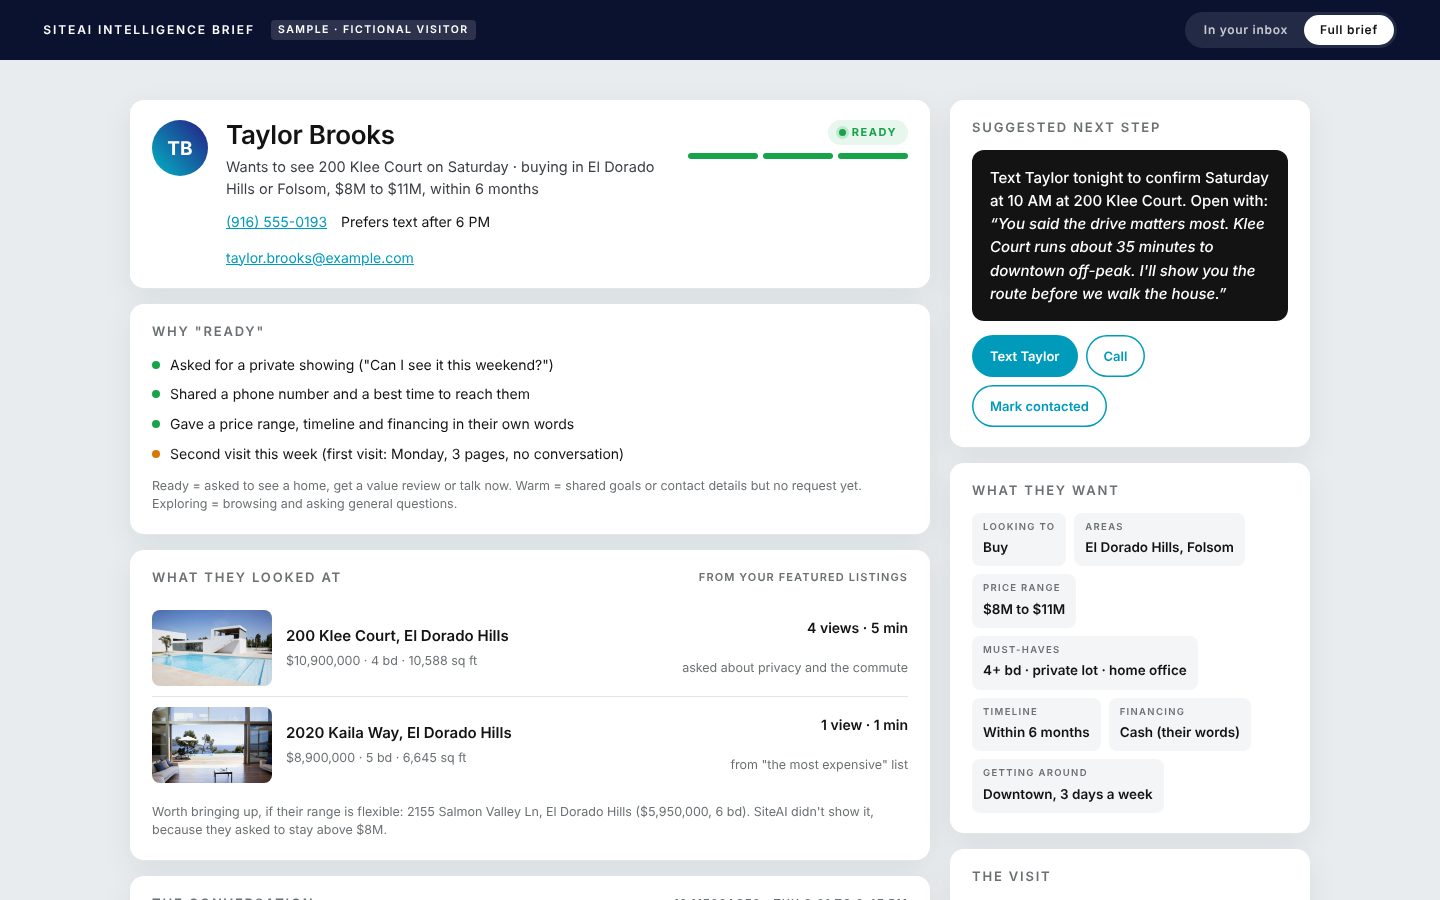 SITEAI INTELLIGENCE BRIEF
SAMPLE · FICTIONAL VISITOR
In your inbox
Full brief
TB
Taylor Brooks
Wants to see 200 Klee Court on Saturday · buying in El Dorado
Hills or Folsom, $8M to $11M, within 6 months
(916) 555-0193 Prefers text after 6 PM
taylor.brooks@example.com
READY
WHY "READY"
Asked for a private showing ("Can I see it this weekend?")
Shared a phone number and a best time to reach them
Gave a price range, timeline and financing in their own words
Second visit this week (first visit: Monday, 3 pages, no conversation)
Ready = asked to see a home, get a value review or talk now. Warm = shared goals or contact details but no request yet.
Exploring = browsing and asking general questions.
WHAT THEY LOOKED AT
FROM YOUR FEATURED LISTINGS
200 Klee Court, El Dorado Hills
$10,900,000 · 4 bd · 10,588 sq ft
4 views · 5 min
asked about privacy and the commute
2020 Kaila Way, El Dorado Hills
$8,900,000 · 5 bd · 6,645 sq ft
1 view · 1 min
from "the most expensive" list
Worth bringing up, if their range is flexible: 2155 Salmon Valley Ln, El Dorado Hills ($5,950,000, 6 bd). SiteAI didn't show it,
because they asked to stay above $8M.
THE CONVERSATION
SUGGESTED NEXT STEP
Text Taylor tonight to confirm Saturday
at 10 AM at 200 Klee Court. Open with:
“You said the drive matters most. Klee
Court runs about 35 minutes to
downtown off-peak. I'll show you the
route before we walk the house.”
Text Taylor
Call
Mark contacted
WHAT THEY WANT
LOOKING TO
Buy
AREAS
El Dorado Hills, Folsom
PRICE RANGE
$8M to $11M
MUST-HAVES
4+ bd · private lot · home office
TIMELINE
Within 6 months
FINANCING
Cash (their words)
GETTING AROUND
Downtown, 3 days a week
THE VISIT